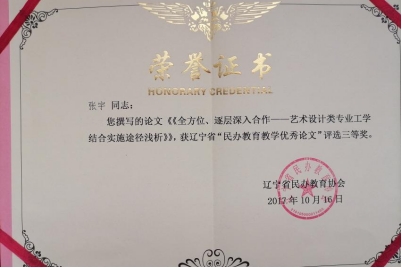 荣誉证书
HONORARY CREDENTIAL
张宇 同志：
您撰写的论文《《全方位、逐层深入合作——艺术设计类专业工学
结合实施途径浅析》，获辽宁省“民办教育教学优秀论文”评选三等奖。
辽宁省民办教育协会
2017年10月16日